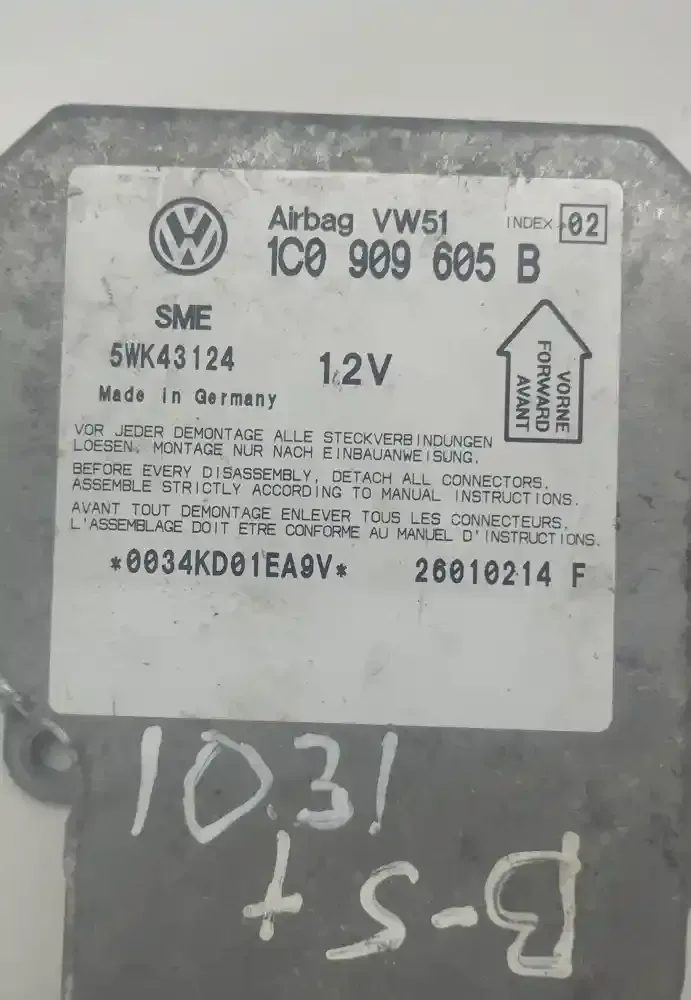 Airbag VW51 INDEX 02
1C0 909 605 B
SME
5WK43124 12V
Made in Germany
VORNE
FORWARD
AVANT
VOR JEDER DEMONTAGE ALLE STECKVERBINDUNGEN
LOESEN. MONTAGE NUR NACH EINBAUANWEISUNG.
BEFORE EVERY DISASSEMBLY, DETACH ALL CONNECTORS.
ASSEMBLE STRICTLY ACCORDING TO MANUAL INSTRUCTIONS.
AVANT TOUT DEMONTAGE ENLEVER TOUS LES CONNECTEURS.
L'ASSEMBLAGE DOIT ETRE CONFORME AU MANUEL D'INSTRUCTIONS.
*0034KD01EA9V* 26010214 F
1031
B-5+